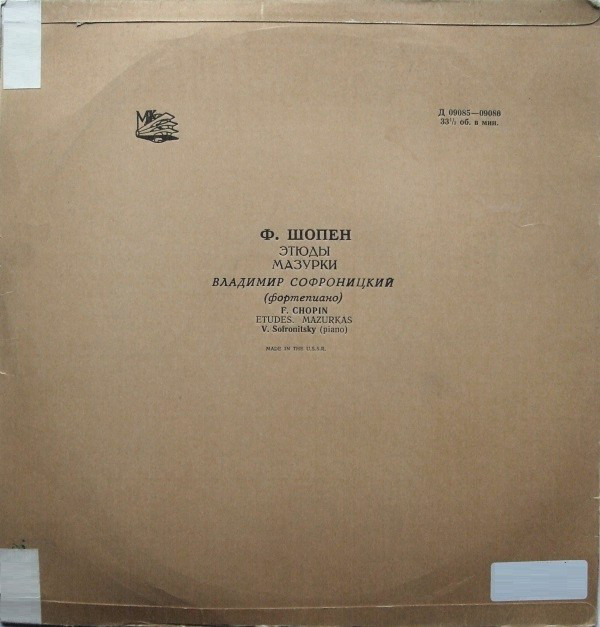 МК
Д 09085—09086
33⅓ об. в мин.
Ф. ШОПЕН
ЭТЮДЫ
МАЗУРКИ
ВЛАДИМИР СОФРОНИЦКИЙ
(фортепиано)
F. CHOPIN
ETUDES. MAZURKAS
V. Sofronitsky (piano)
MADE IN THE U.S.S.R.